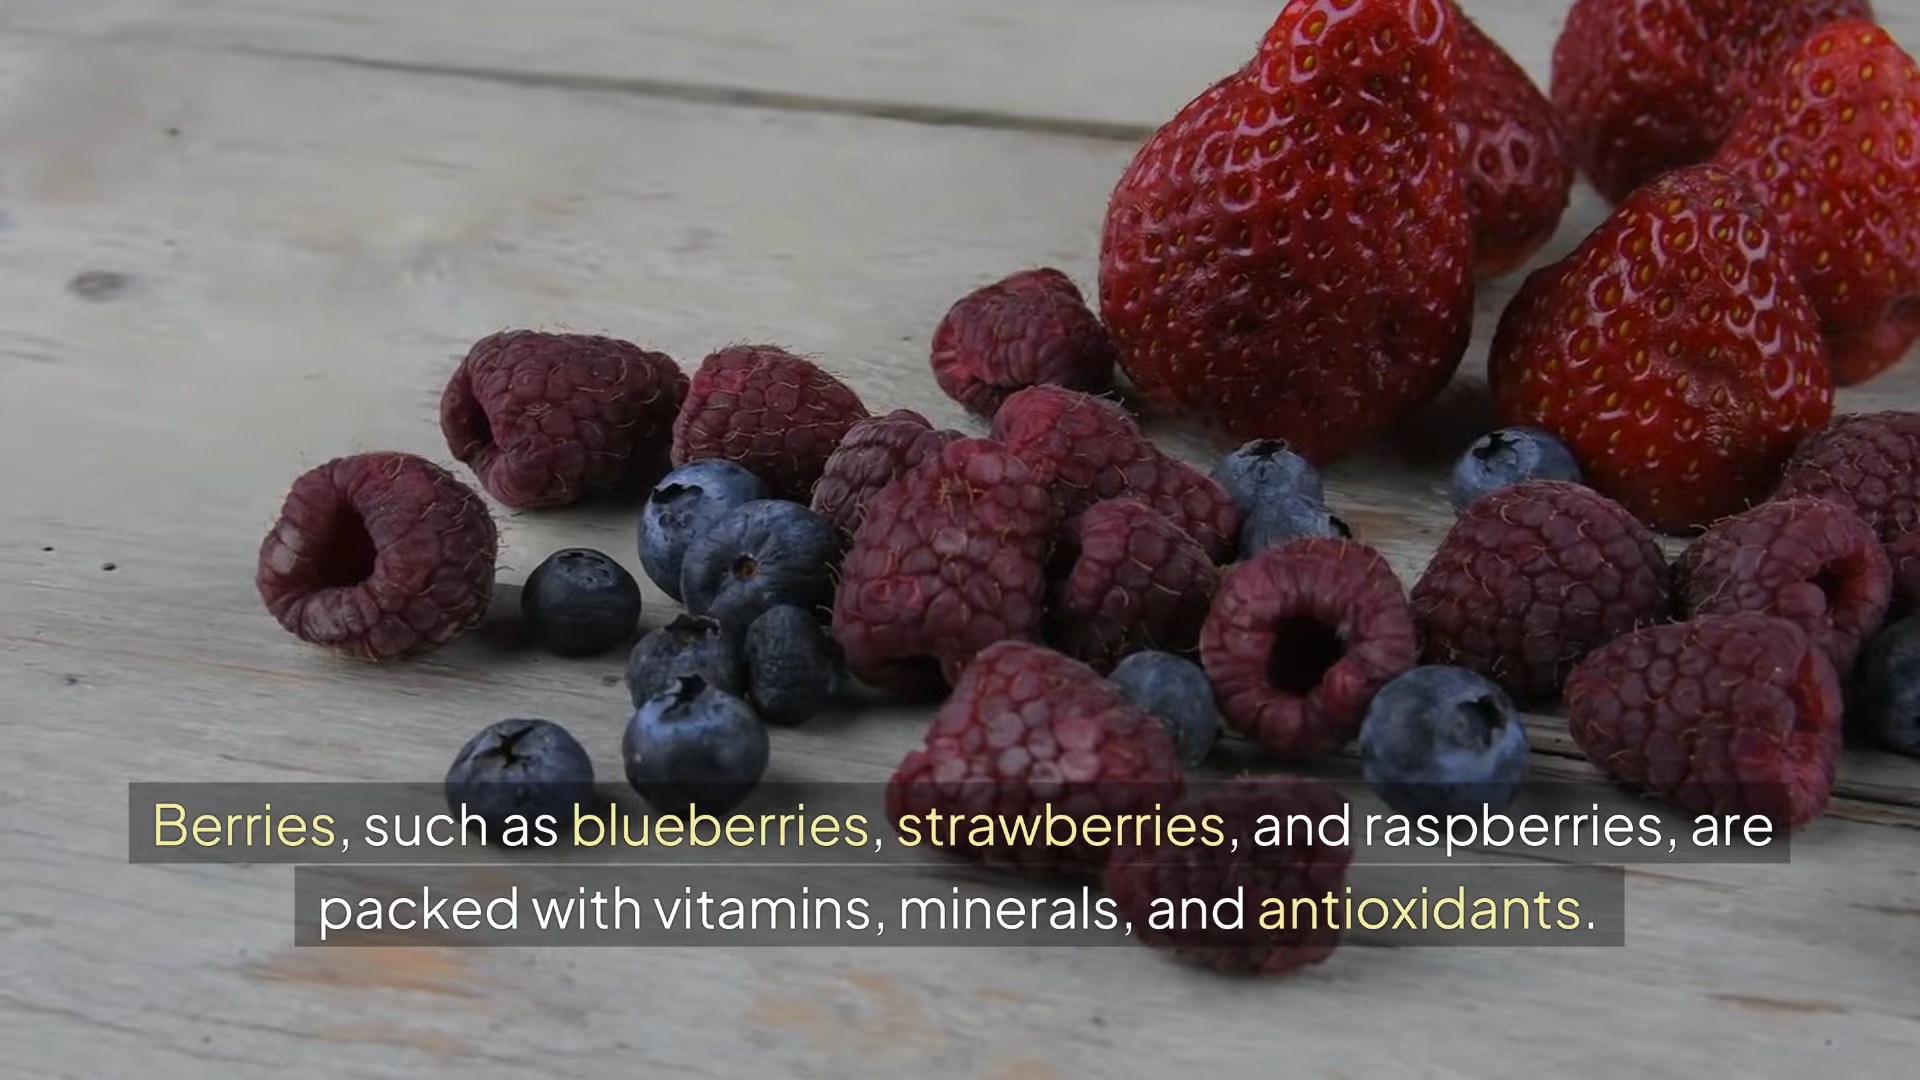 Berries, such as blueberries, strawberries, and raspberries, are
packed with vitamins, minerals, and antioxidants.